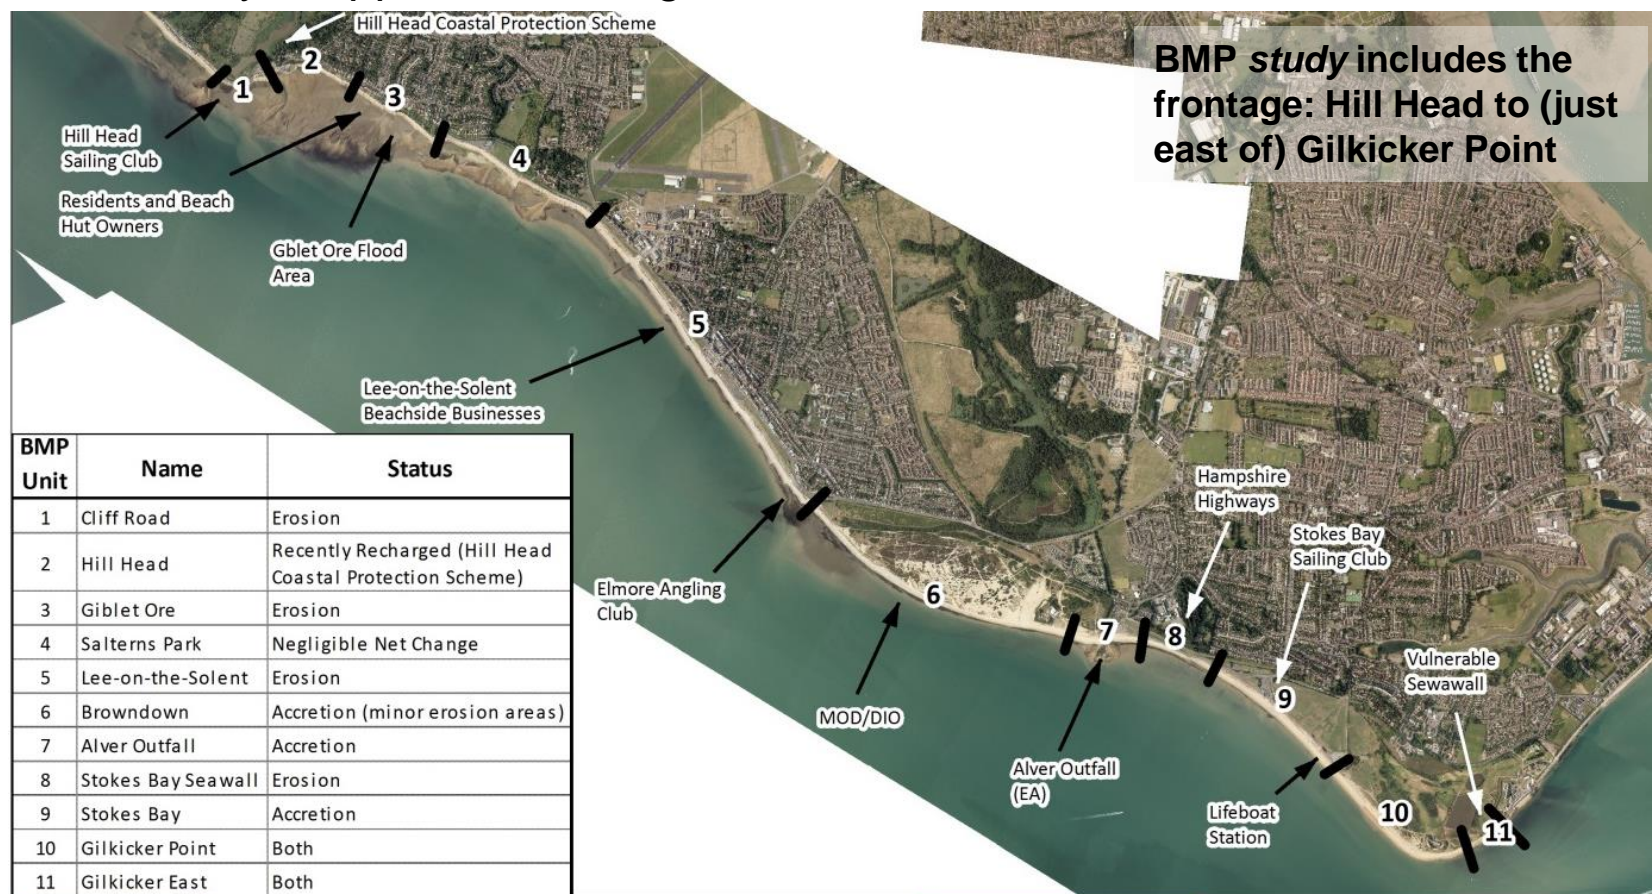 Hill Head Coastal Protection Scheme
BMP study includes the
frontage: Hill Head to (just
east of) Gilkicker Point
1
2
3
4
5
6
7
8
9
10
11
Hill Head
Sailing Club
Residents and Beach
Hut Owners
Gblet Ore Flood
Area
Lee-on-the-Solent
Beachside Businesses
Elmore Angling
Club
MOD/DIO
Alver Outfall
(EA)
Hampshire
Highways
Stokes Bay
Sailing Club
Vulnerable
Sewawall
Lifeboat
Station
BMP Unit Name Status
1 Cliff Road Erosion
2 Hill Head Recently Recharged (Hill Head
Coastal Protection Scheme)
3 Giblet Ore Erosion
4 Salterns Park Negligible Net Change
5 Lee-on-the-Solent Erosion
6 Browndown Accretion (minor erosion areas)
7 Alver Outfall Accretion
8 Stokes Bay Seawall Erosion
9 Stokes Bay Accretion
10 Gilkicker Point Both
11 Gilkicker East Both